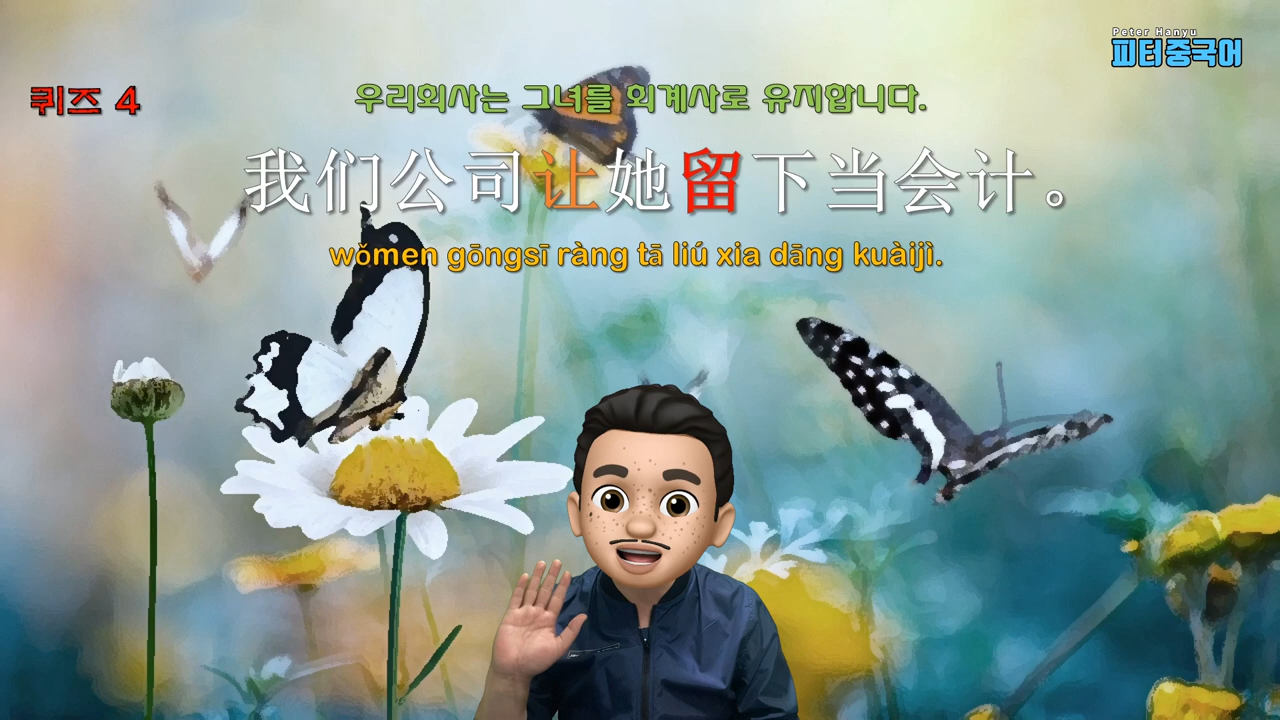 Peter Hanyu
피터중국어
퀴즈 4
우리회사는 그녀를 회계사로 유지합니다.
我们公司让她留下当会计。
wǒmen gōngsī ràng tā liú xia dāng kuàijì.